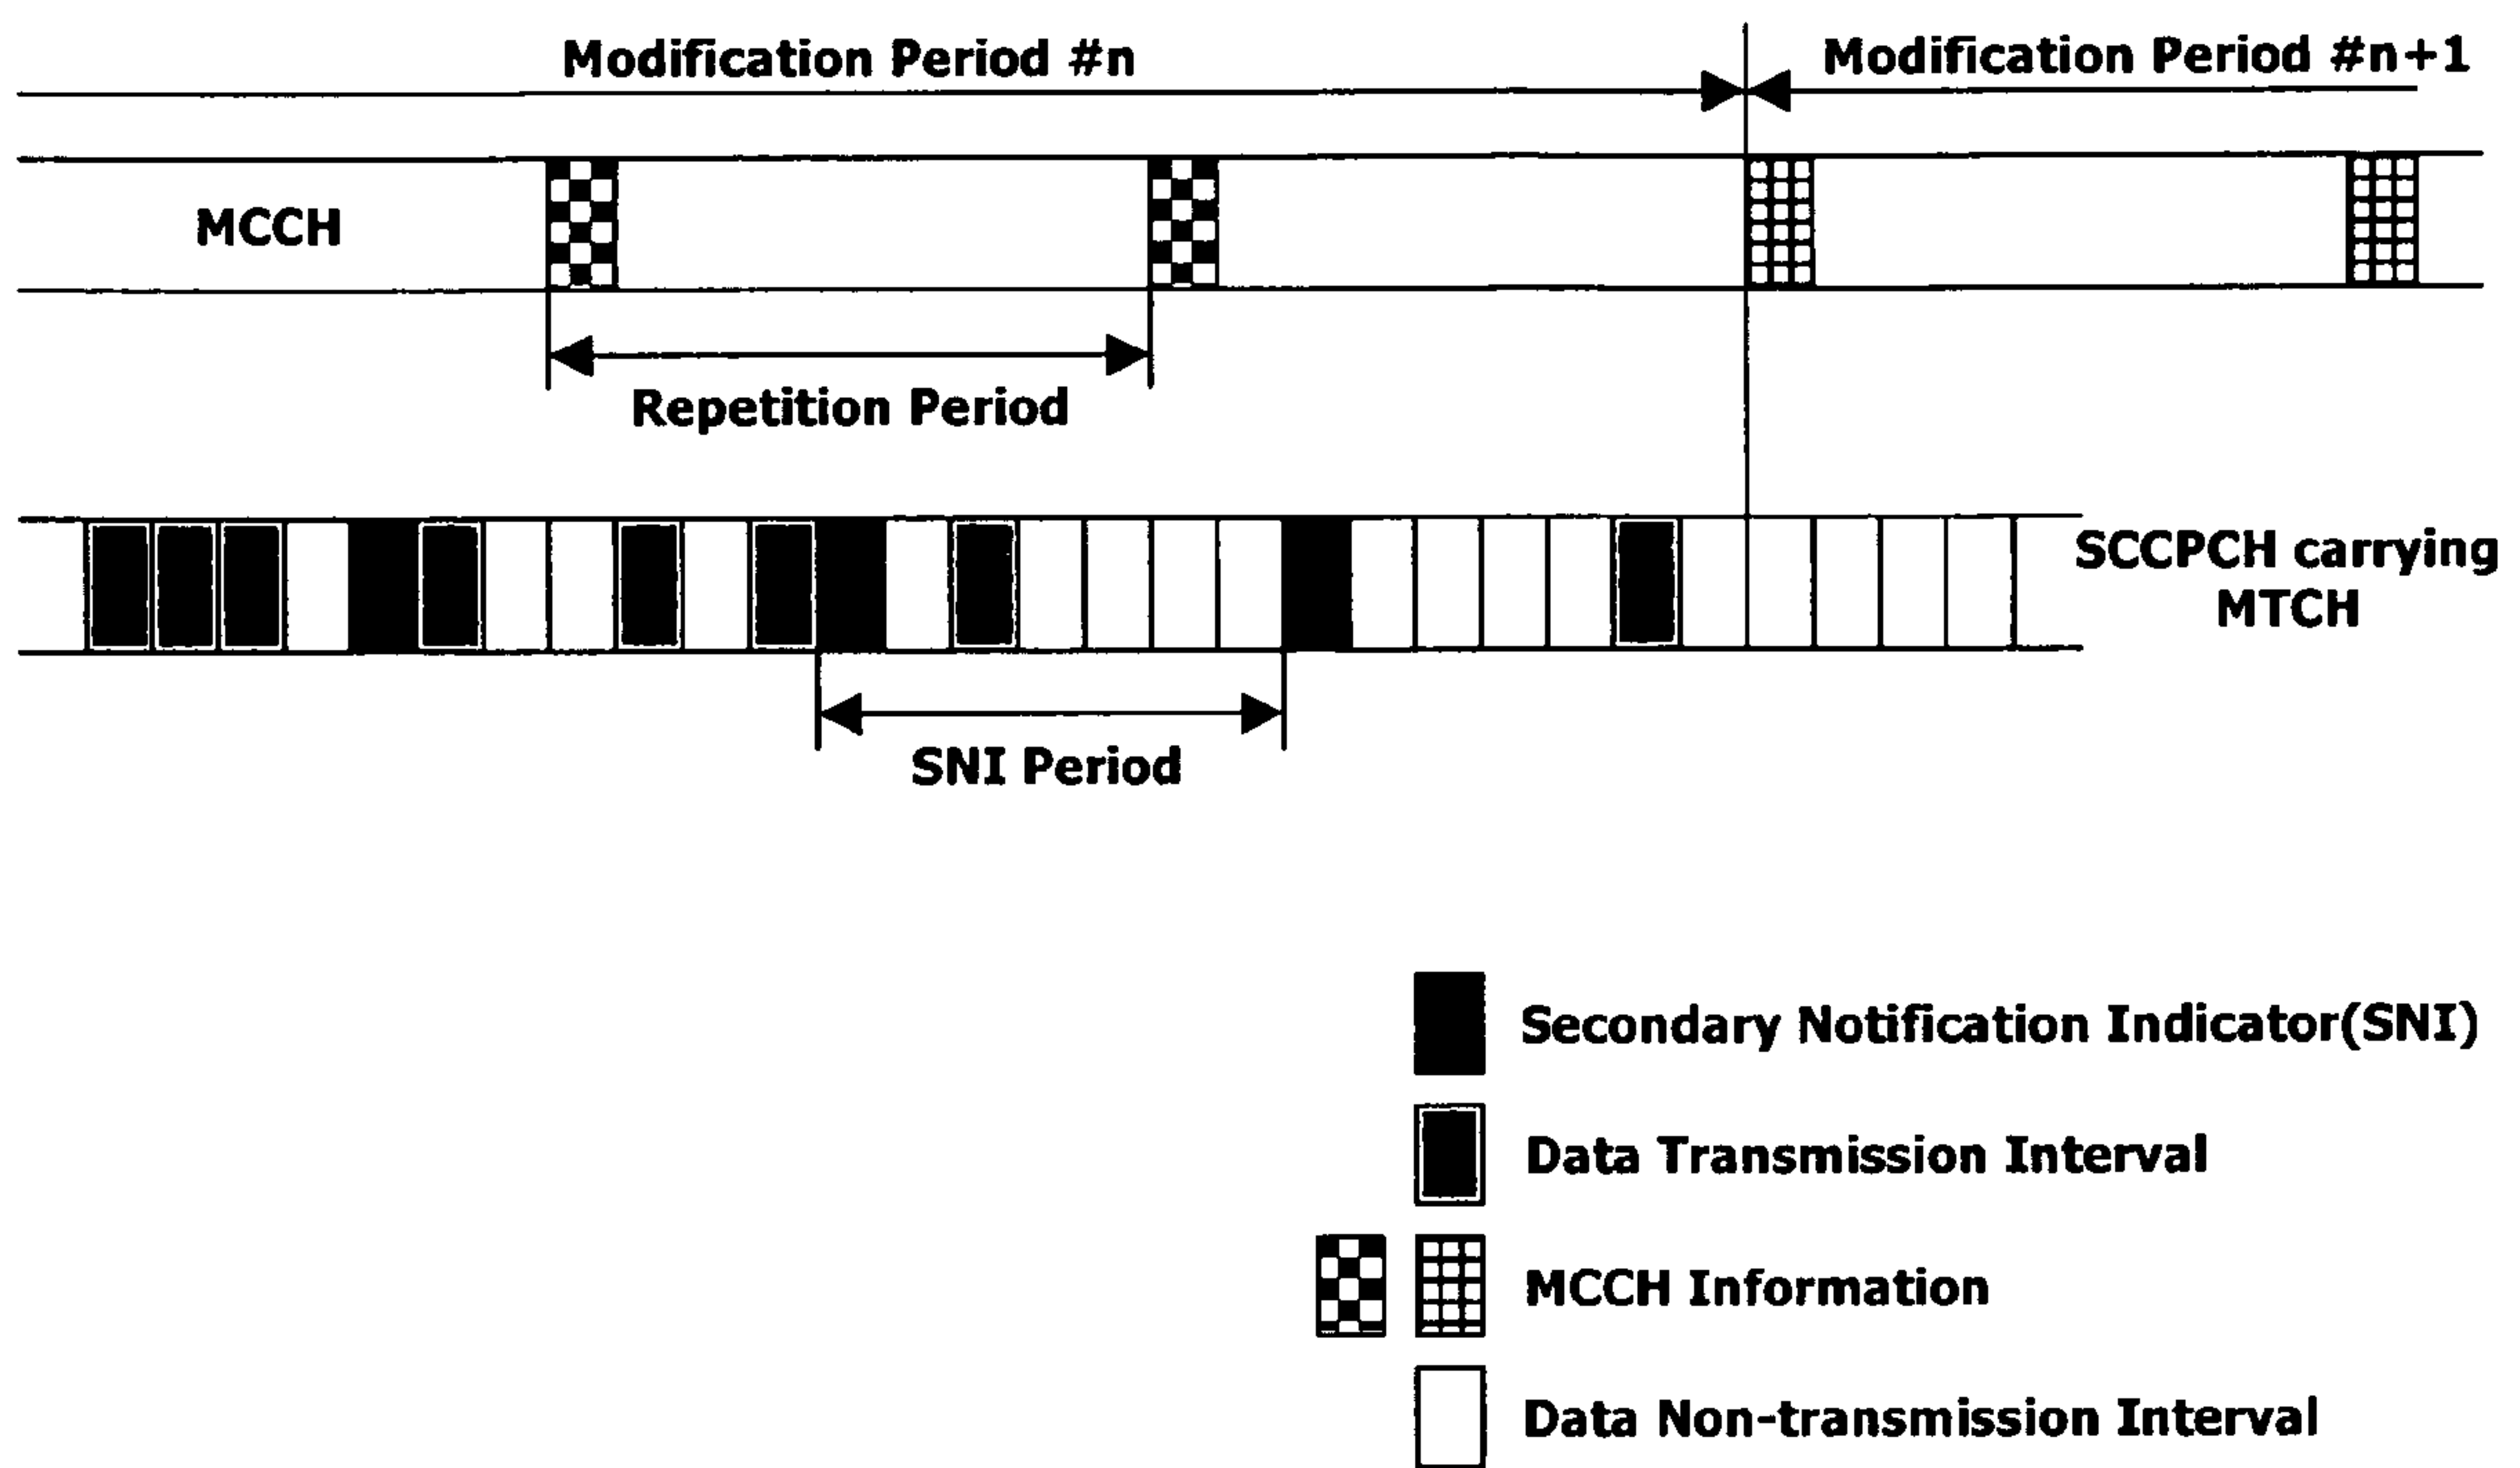 Modification Period #n
Modification Period #n+1
MCCH
Repetition Period
SCCPCH carrying
MTCH
SNI Period
Secondary Notification Indicator(SNI)
Data Transmission Interval
MCCH Information
Data Non-transmission Interval